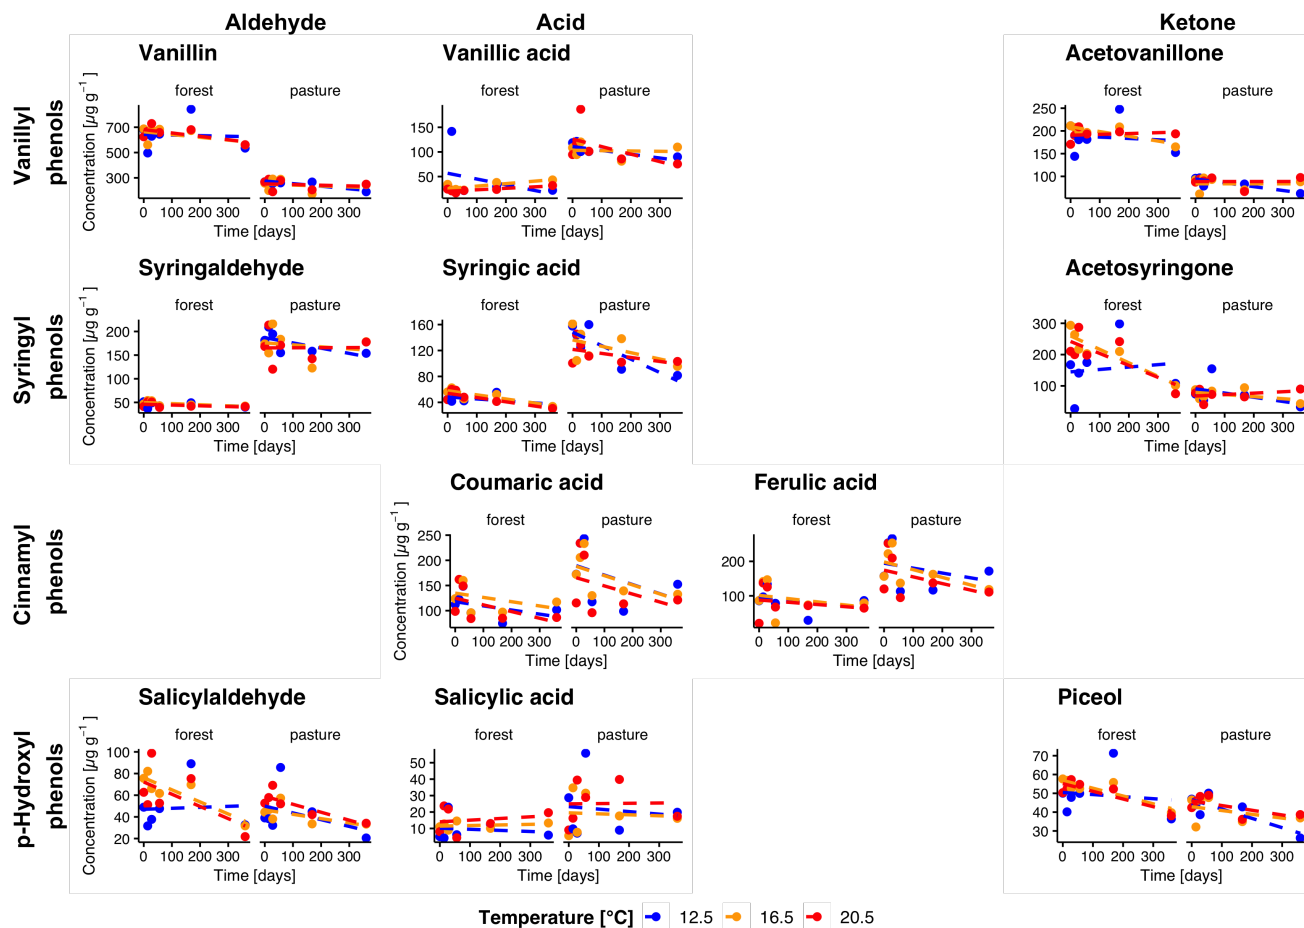 Aldehyde Acid Ketone
Vanillyl phenols
Vanillin Vanillic acid Acetovanillone
forest pasture forest pasture forest pasture
Concentration [µg g⁻¹ ]
700 500 300
150 100 50
250 200 150 100
0 100 200 300 0 100 200 300 0 100 200 300 0 100 200 300 0 100 200 300 0 100 200 300
Time [days] Time [days] Time [days]
Syringyl phenols
Syringaldehyde Syringic acid Acetosyringone
forest pasture forest pasture forest pasture
Concentration [µg g⁻¹ ]
200 150 100 50
160 120 80 40
300 200 100
0 100 200 300 0 100 200 300 0 100 200 300 0 100 200 300 0 100 200 300 0 100 200 300
Time [days] Time [days] Time [days]
Cinnamyl phenols
Coumaric acid Ferulic acid
forest pasture forest pasture
Concentration [µg g⁻¹ ]
250 200 150 100
200 100
0 100 200 300 0 100 200 300 0 100 200 300 0 100 200 300
Time [days] Time [days]
p-Hydroxyl phenols
Salicylaldehyde Salicylic acid Piceol
forest pasture forest pasture forest pasture
Concentration [µg g⁻¹ ]
100 80 60 40 20
50 40 30 20 10 0
70 60 50 40 30
0 100 200 300 0 100 200 300 0 100 200 300 0 100 200 300 0 100 200 300 0 100 200 300
Time [days] Time [days] Time [days]
Temperature [°C] 12.5 16.5 20.5